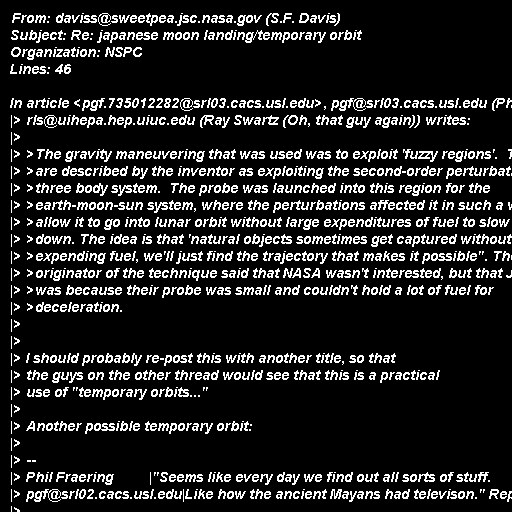 From: daviss@sweetpea.jsc.nasa.gov (S.F. Davis)
Subject: Re: japanese moon landing/temporary orbit
Organization: NSPC
Lines: 46

In article <pgf.735012282@srl03.cacs.usl.edu>, pgf@srl03.cacs.usl.edu (Ph
|> rls@uihepa.hep.uiuc.edu (Ray Swartz (Oh, that guy again)) writes:
|>
|> >The gravity maneuvering that was used was to exploit 'fuzzy regions'.  T
|> >are described by the inventor as exploiting the second-order perturbat
|> >three body system.  The probe was launched into this region for the
|> >earth-moon-sun system, where the perturbations affected it in such a w
|> >allow it to go into lunar orbit without large expenditures of fuel to slow
|> >down. The idea is that 'natural objects sometimes get captured without
|> >expending fuel, we'll just find the trajectory that makes it possible". The
|> >originator of the technique said that NASA wasn't interested, but that J
|> >was because their probe was small and couldn't hold a lot of fuel for
|> >deceleration.
|>
|>
|> I should probably re-post this with another title, so that
|> the guys on the other thread would see that this is a practical
|> use of "temporary orbits..."
|>
|> Another possible temporary orbit:
|>
|> --
|> Phil Fraering         |"Seems like every day we find out all sorts of stuff.
|> pgf@srl02.cacs.usl.edu|Like how the ancient Mayans had televison." Rep
|>